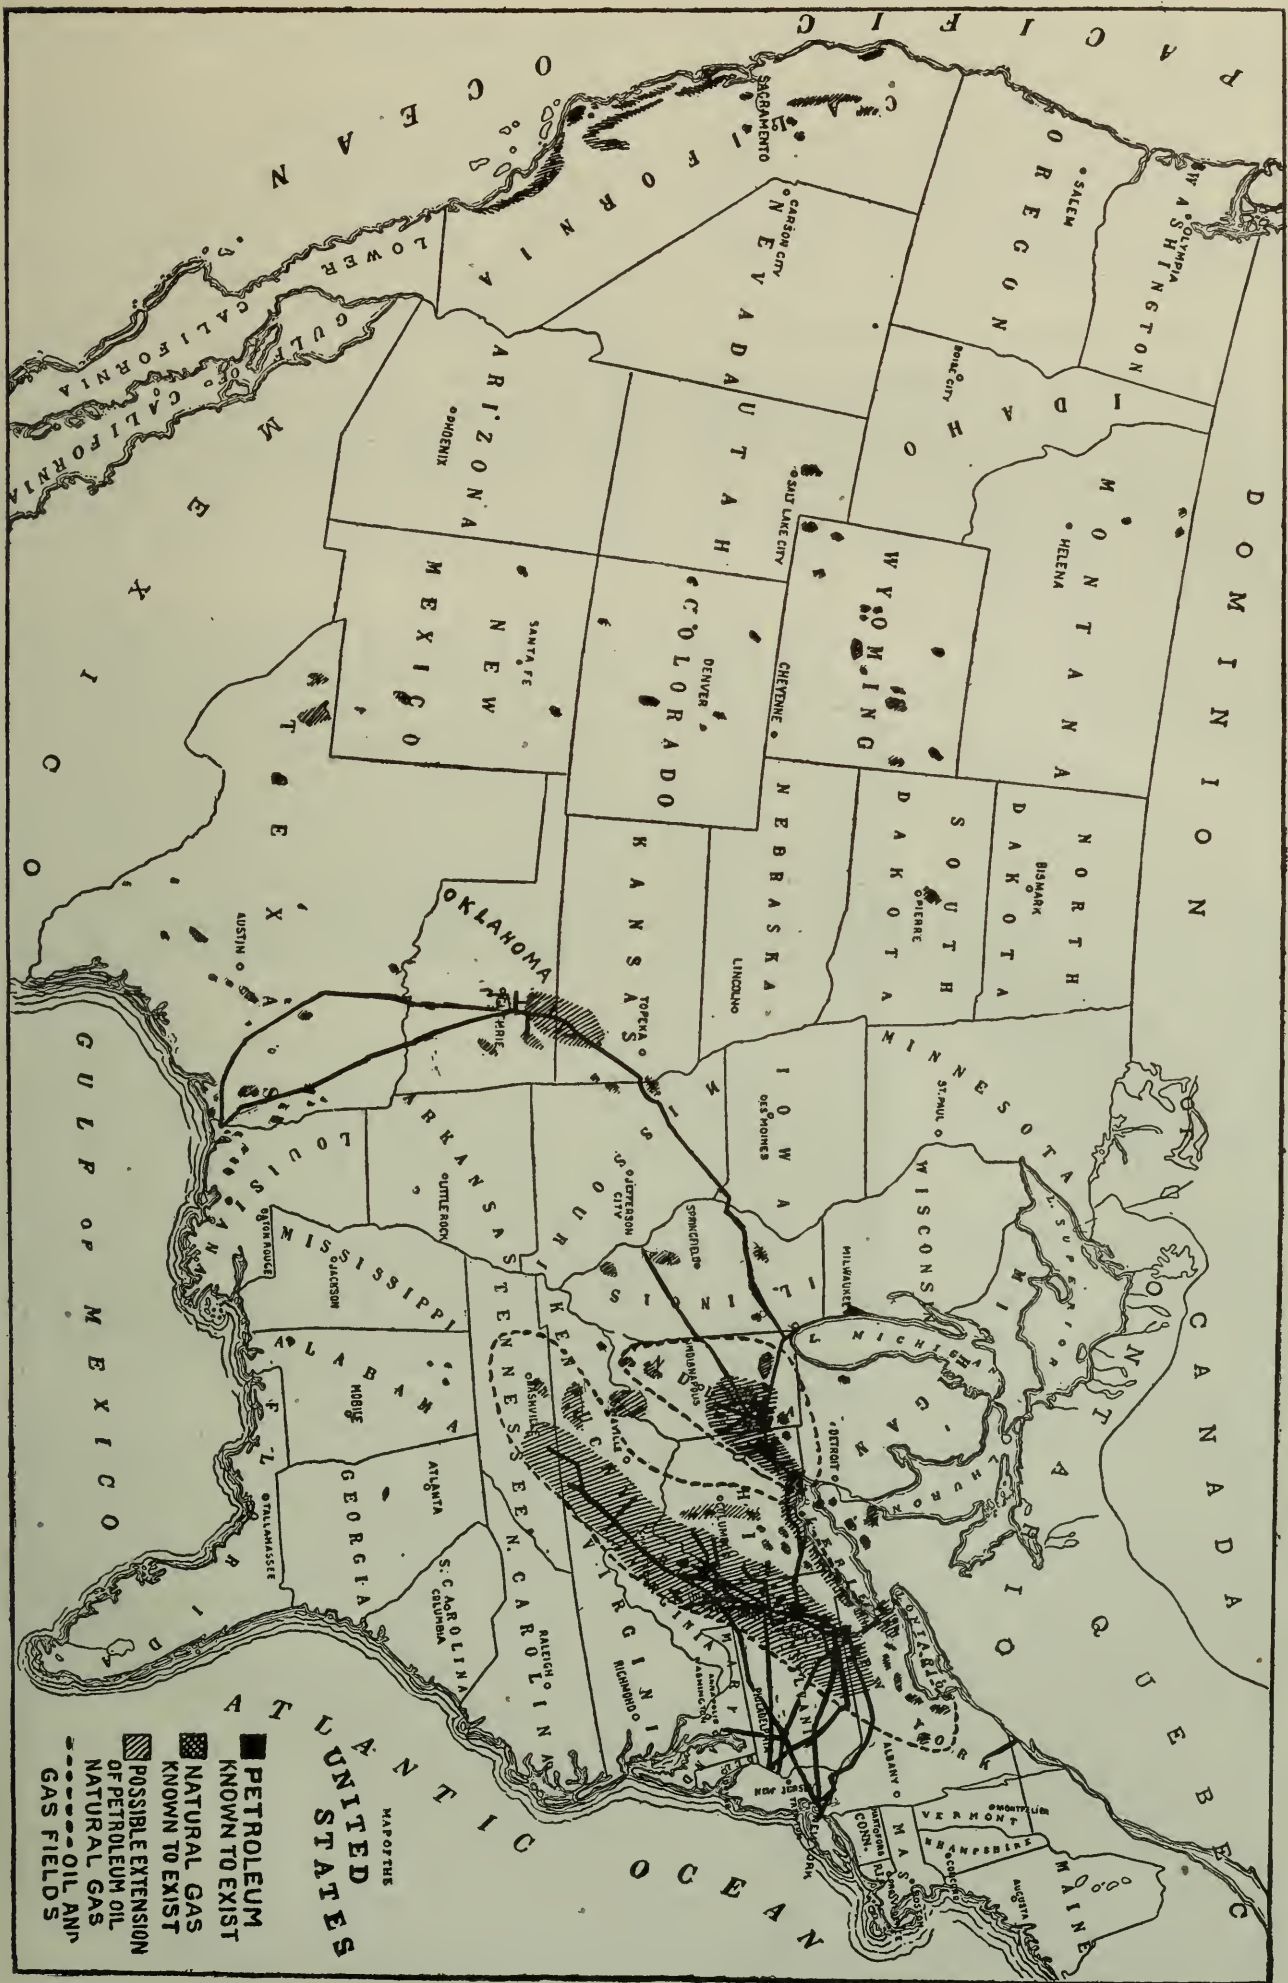 PACIFIC
OCEAN
DOMINION
CANADA
ONTARIO
QUEBEC
WASHINGTON
OLYMPIA
OREGON
SALEM
CALIFORNIA
SACRAMENTO
NEVADA
CARSON CITY
IDAHO
BOISE CITY
MONTANA
HELENA
WYOMING
CHEYENNE
UTAH
SALT LAKE CITY
COLORADO
DENVER
ARIZONA
PHOENIX
NEW
MEXICO
SANTA FE
LOWER
CALIFORNIA
GULF
OF
CALIFORNIA
MEXICO
NORTH
DAKOTA
BISMARK
SOUTH
DAKOTA
PIERRE
NEBRASKA
LINCOLN
KANSAS
TOPEKA
OKLAHOMA
TEXAS
AUSTIN
MINNESOTA
ST. PAUL
IOWA
DES MOINES
MISSOURI
JEFFERSON
CITY
ARKANSAS
LITTLE ROCK
LOUISIANA
BATON ROUGE
WISCONSIN
MILWAUKEE
L. SUPERIOR
MICHIGAN
L. MICHIGAN
DETROIT
L. HURON
L. ERIE
L. ONTARIO
ILLINOIS
SPRINGFIELD
INDIANAPOLIS
KENTUCKY
TENNESSEE
NASHVILLE
MISSISSIPPI
JACKSON
ALABAMA
MOBILE
GEORGIA
ATLANTA
FLORIDA
TALLAHASSEE
S. CAROLINA
COLUMBIA
N. CAROLINA
RALEIGH
VIRGINIA
RICHMOND
OHIO
COLUMBUS
WASHINGTON
ANNAPOLIS
NEW JERSEY
NEW YORK
ALBANY
VERMONT
MONTPELIER
N HAMPSHIRE
CONCORD
MAINE
AUGUSTA
MASS
BOSTON
CONN.
HARTFORD
R.I.
GULF OF MEXICO
ATLANTIC OCEAN
MAP OF THE
UNITED
STATES
PETROLEUM
KNOWN TO EXIST
NATURAL GAS
KNOWN TO EXIST
POSSIBLE EXTENSION
OF PETROLEUM OIL
NATURAL GAS
OIL AND
GAS FIELDS